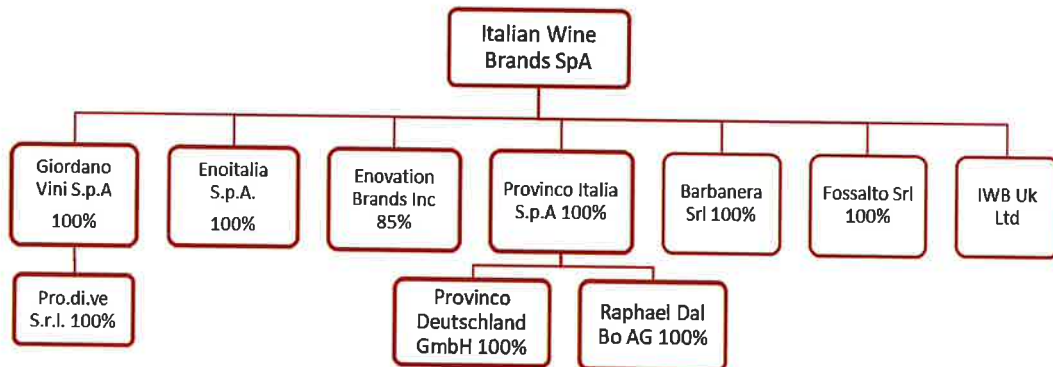 Italian Wine
Brands SpA
Giordano
Vini S.p.A
100%
Enoitalia
S.p.A.
100%
Enovation
Brands Inc
85%
Provinco Italia
S.p.A 100%
Barbanera
Srl 100%
Fossalto Srl
100%
IWB Uk
Ltd
Pro.di.ve
S.r.l. 100%
Provinco
Deutschland
GmbH 100%
Raphael Dal
Bo AG 100%